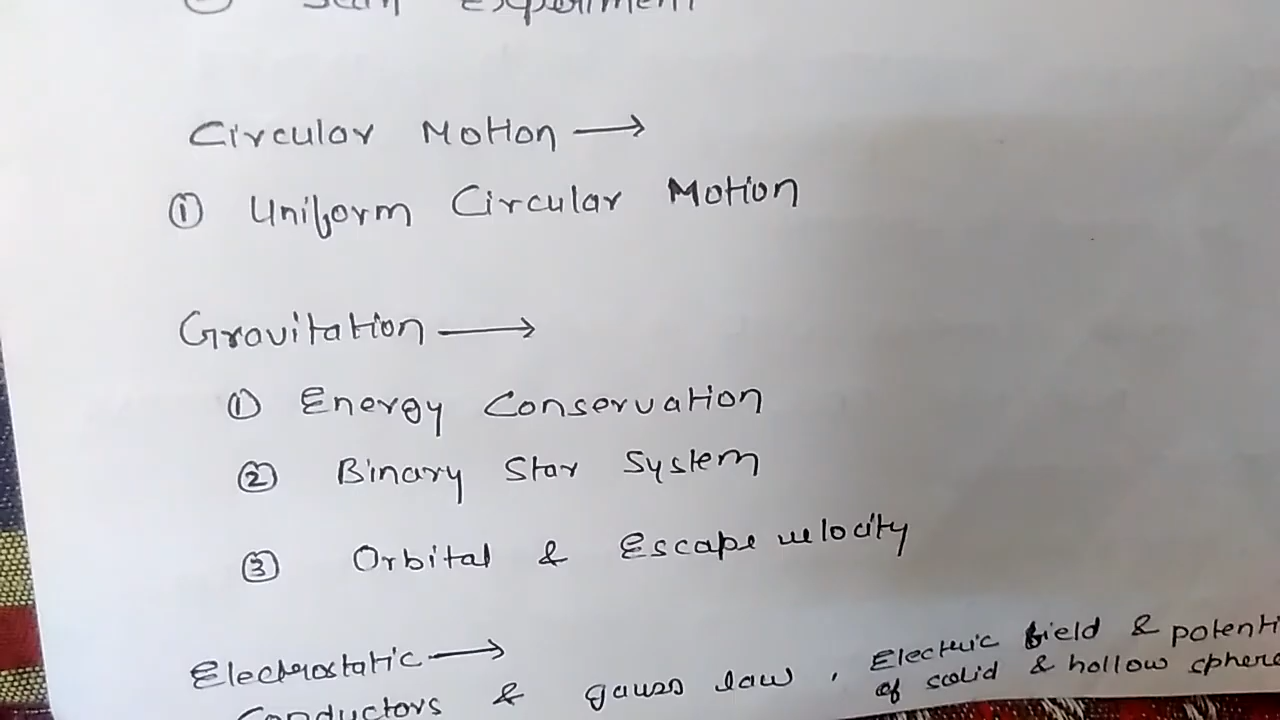 Experiment
Circular Motion →
① Uniform Circular Motion
Gravitation →
① Energy Conservation
② Binary Star System
③ Orbital & Escape velocity
Electrostatic →
Conductors & gauss law , Electric field & potenti
of solid & hollow sphere